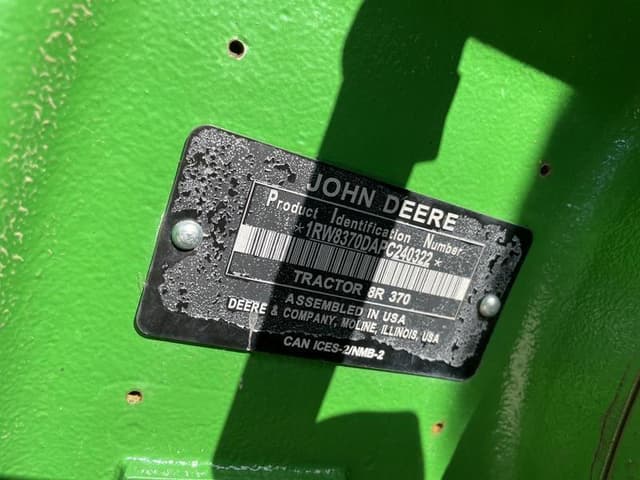 JOHN DEERE
Product Identification Number
*1RW8370DAPC240322*
TRACTOR 8R 370
ASSEMBLED IN USA
DEERE & COMPANY, MOLINE, ILLINOIS, USA
CAN ICES-2/NMB-2